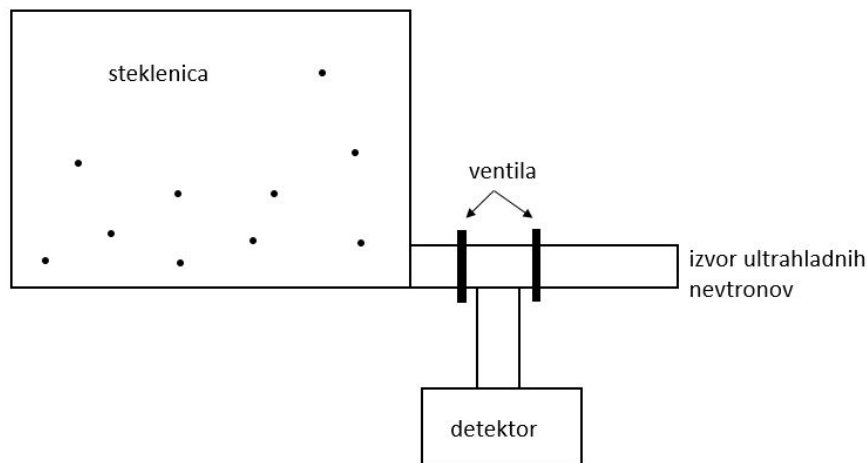 steklenica
ventila
izvor ultrahladnih
nevtronov
detektor